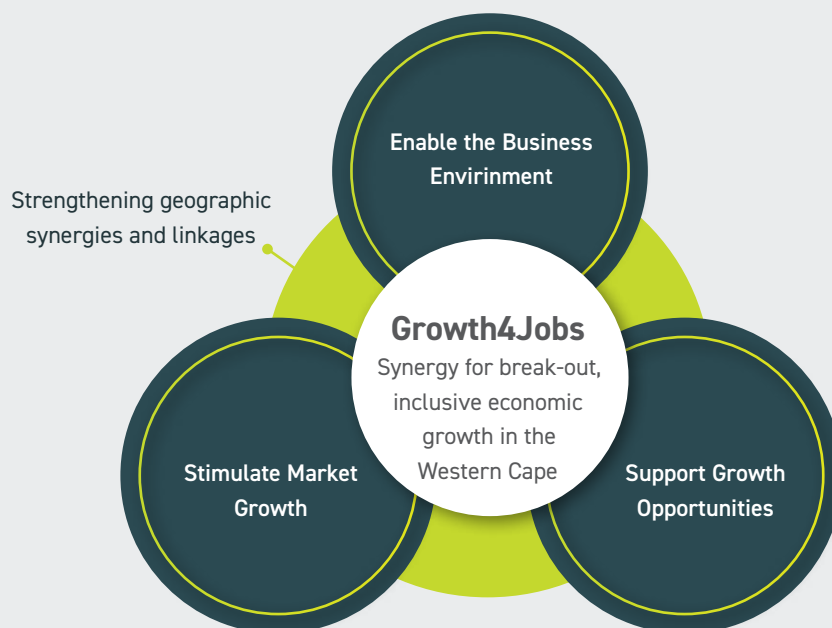 Enable the Business
Envirinment
Strengthening geographic
synergies and linkages
Growth4Jobs
Synergy for break-out,
inclusive economic
growth in the
Western Cape
Stimulate Market
Growth
Support Growth
Opportunities